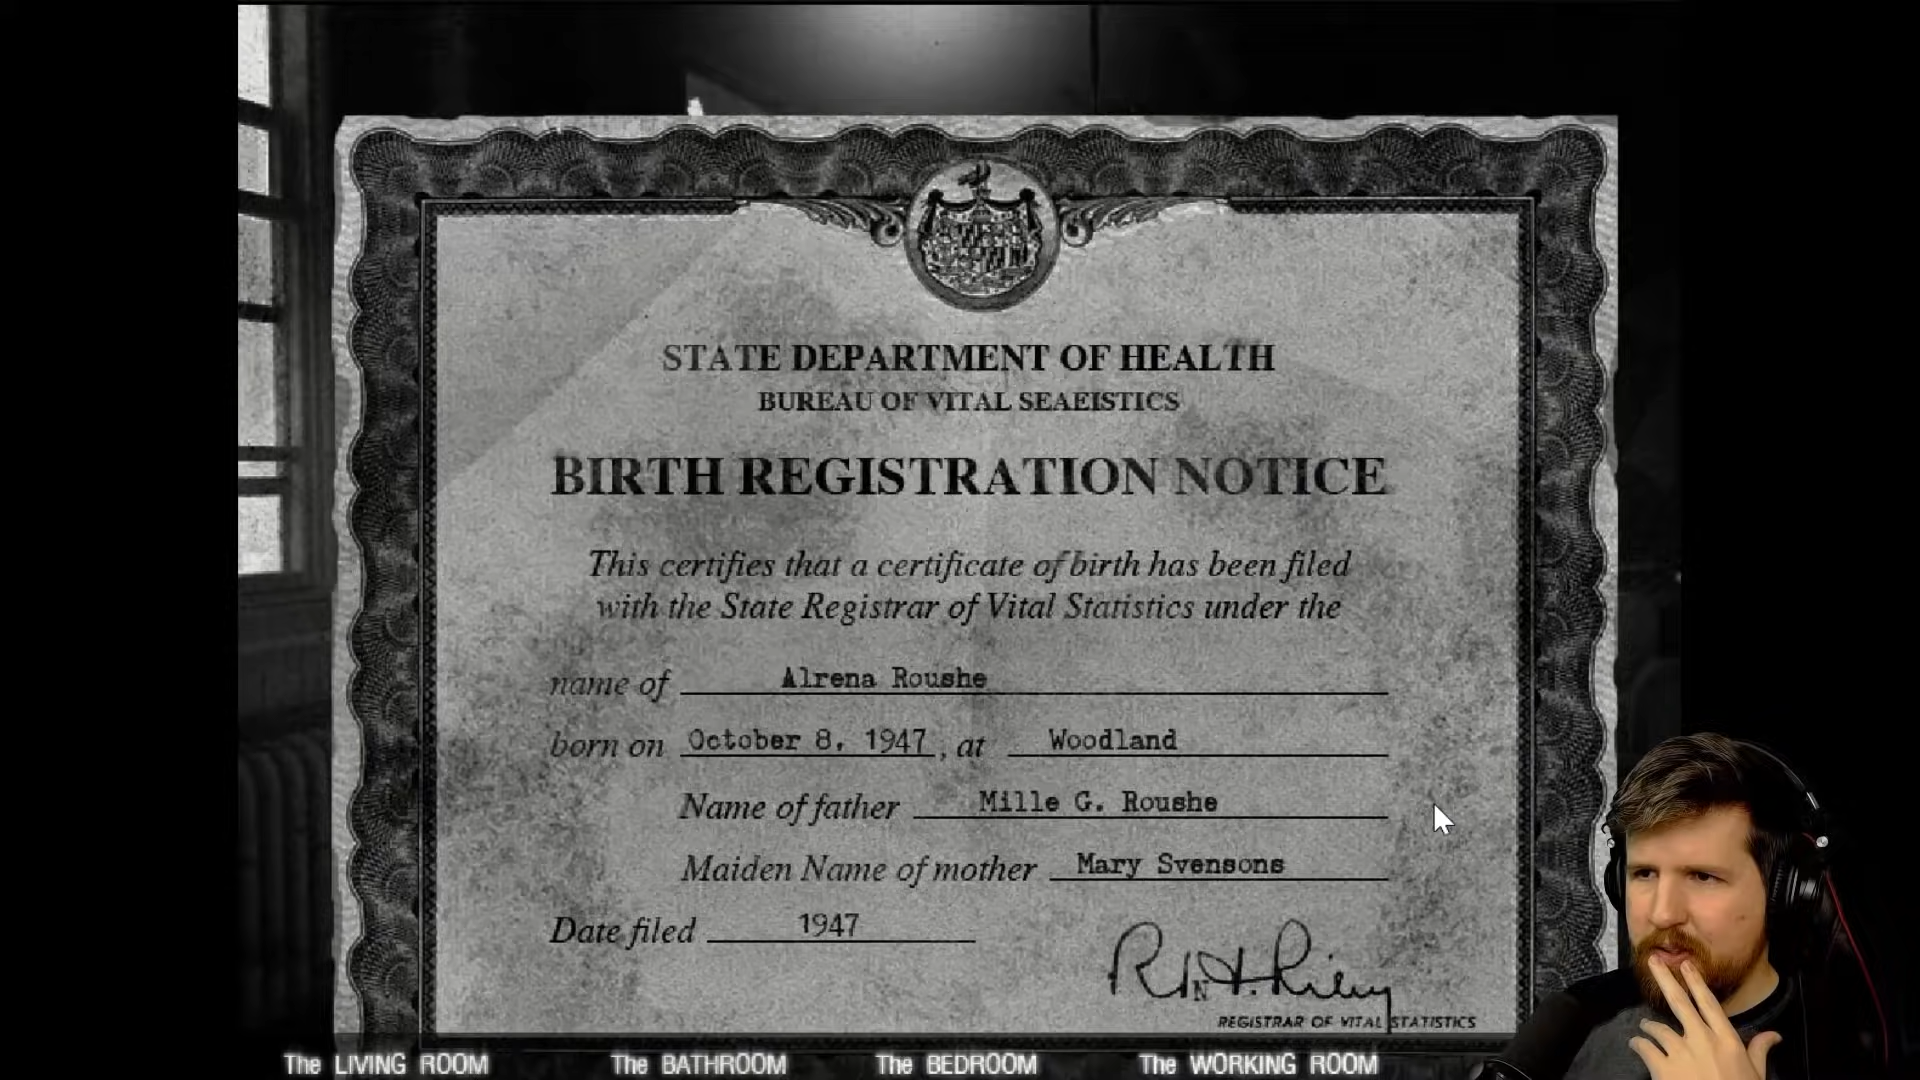 STATE DEPARTMENT OF HEALTH
BUREAU OF VITAL SEAEISTICS
BIRTH REGISTRATION NOTICE
This certifies that a certificate of birth has been filed
with the State Registrar of Vital Statistics under the
name of Alrena Roushe
born on October 8, 1947, at Woodland
Name of father Mille G. Roushe
Maiden Name of mother Mary Svensons
Date filed 1947
REGISTRAR OF VITAL STATISTICS
The LIVING ROOM The BATHROOM The BEDROOM The WORKING ROOM